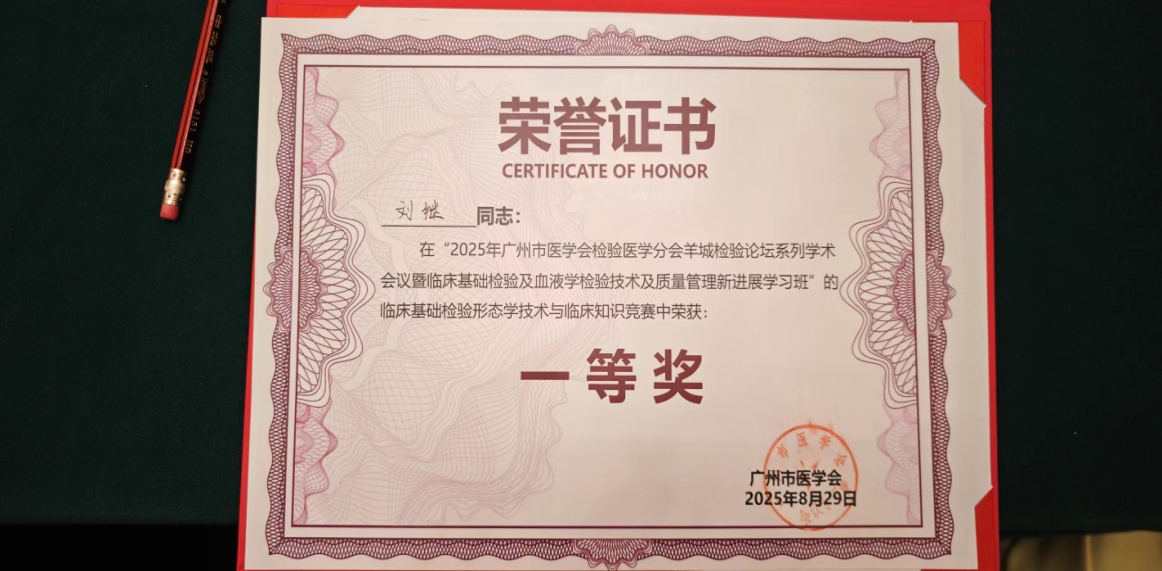 荣誉证书
CERTIFICATE OF HONOR
刘继 同志：
在“2025年广州市医学会检验医学分会羊城检验论坛系列学术
会议暨临床基础检验及血液学检验技术及质量管理新进展学习班”的
临床基础检验形态学技术与临床知识竞赛中荣获：
一等奖
广州市医学会
2025年8月29日
市医学会